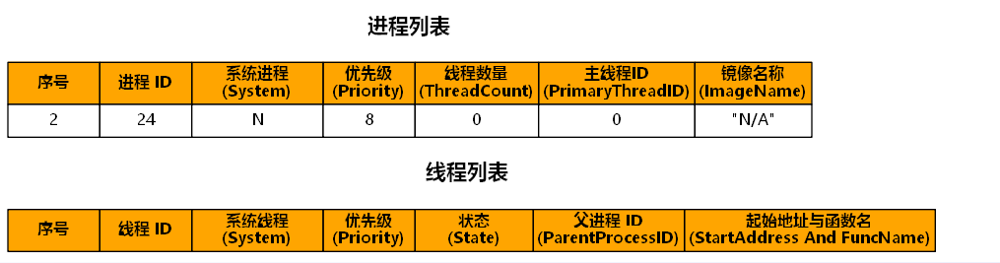 进程列表
序号 进程 ID 系统进程 优先级 线程数量 主线程ID 镜像名称
(System) (Priority) (ThreadCount) (PrimaryThreadID) (ImageName)
2 24 N 8 0 0 "N/A"
线程列表
序号 线程 ID 系统线程 优先级 状态 父进程 ID 起始地址与函数名
(System) (Priority) (State) (ParentProcessID) (StartAddress And FuncName)